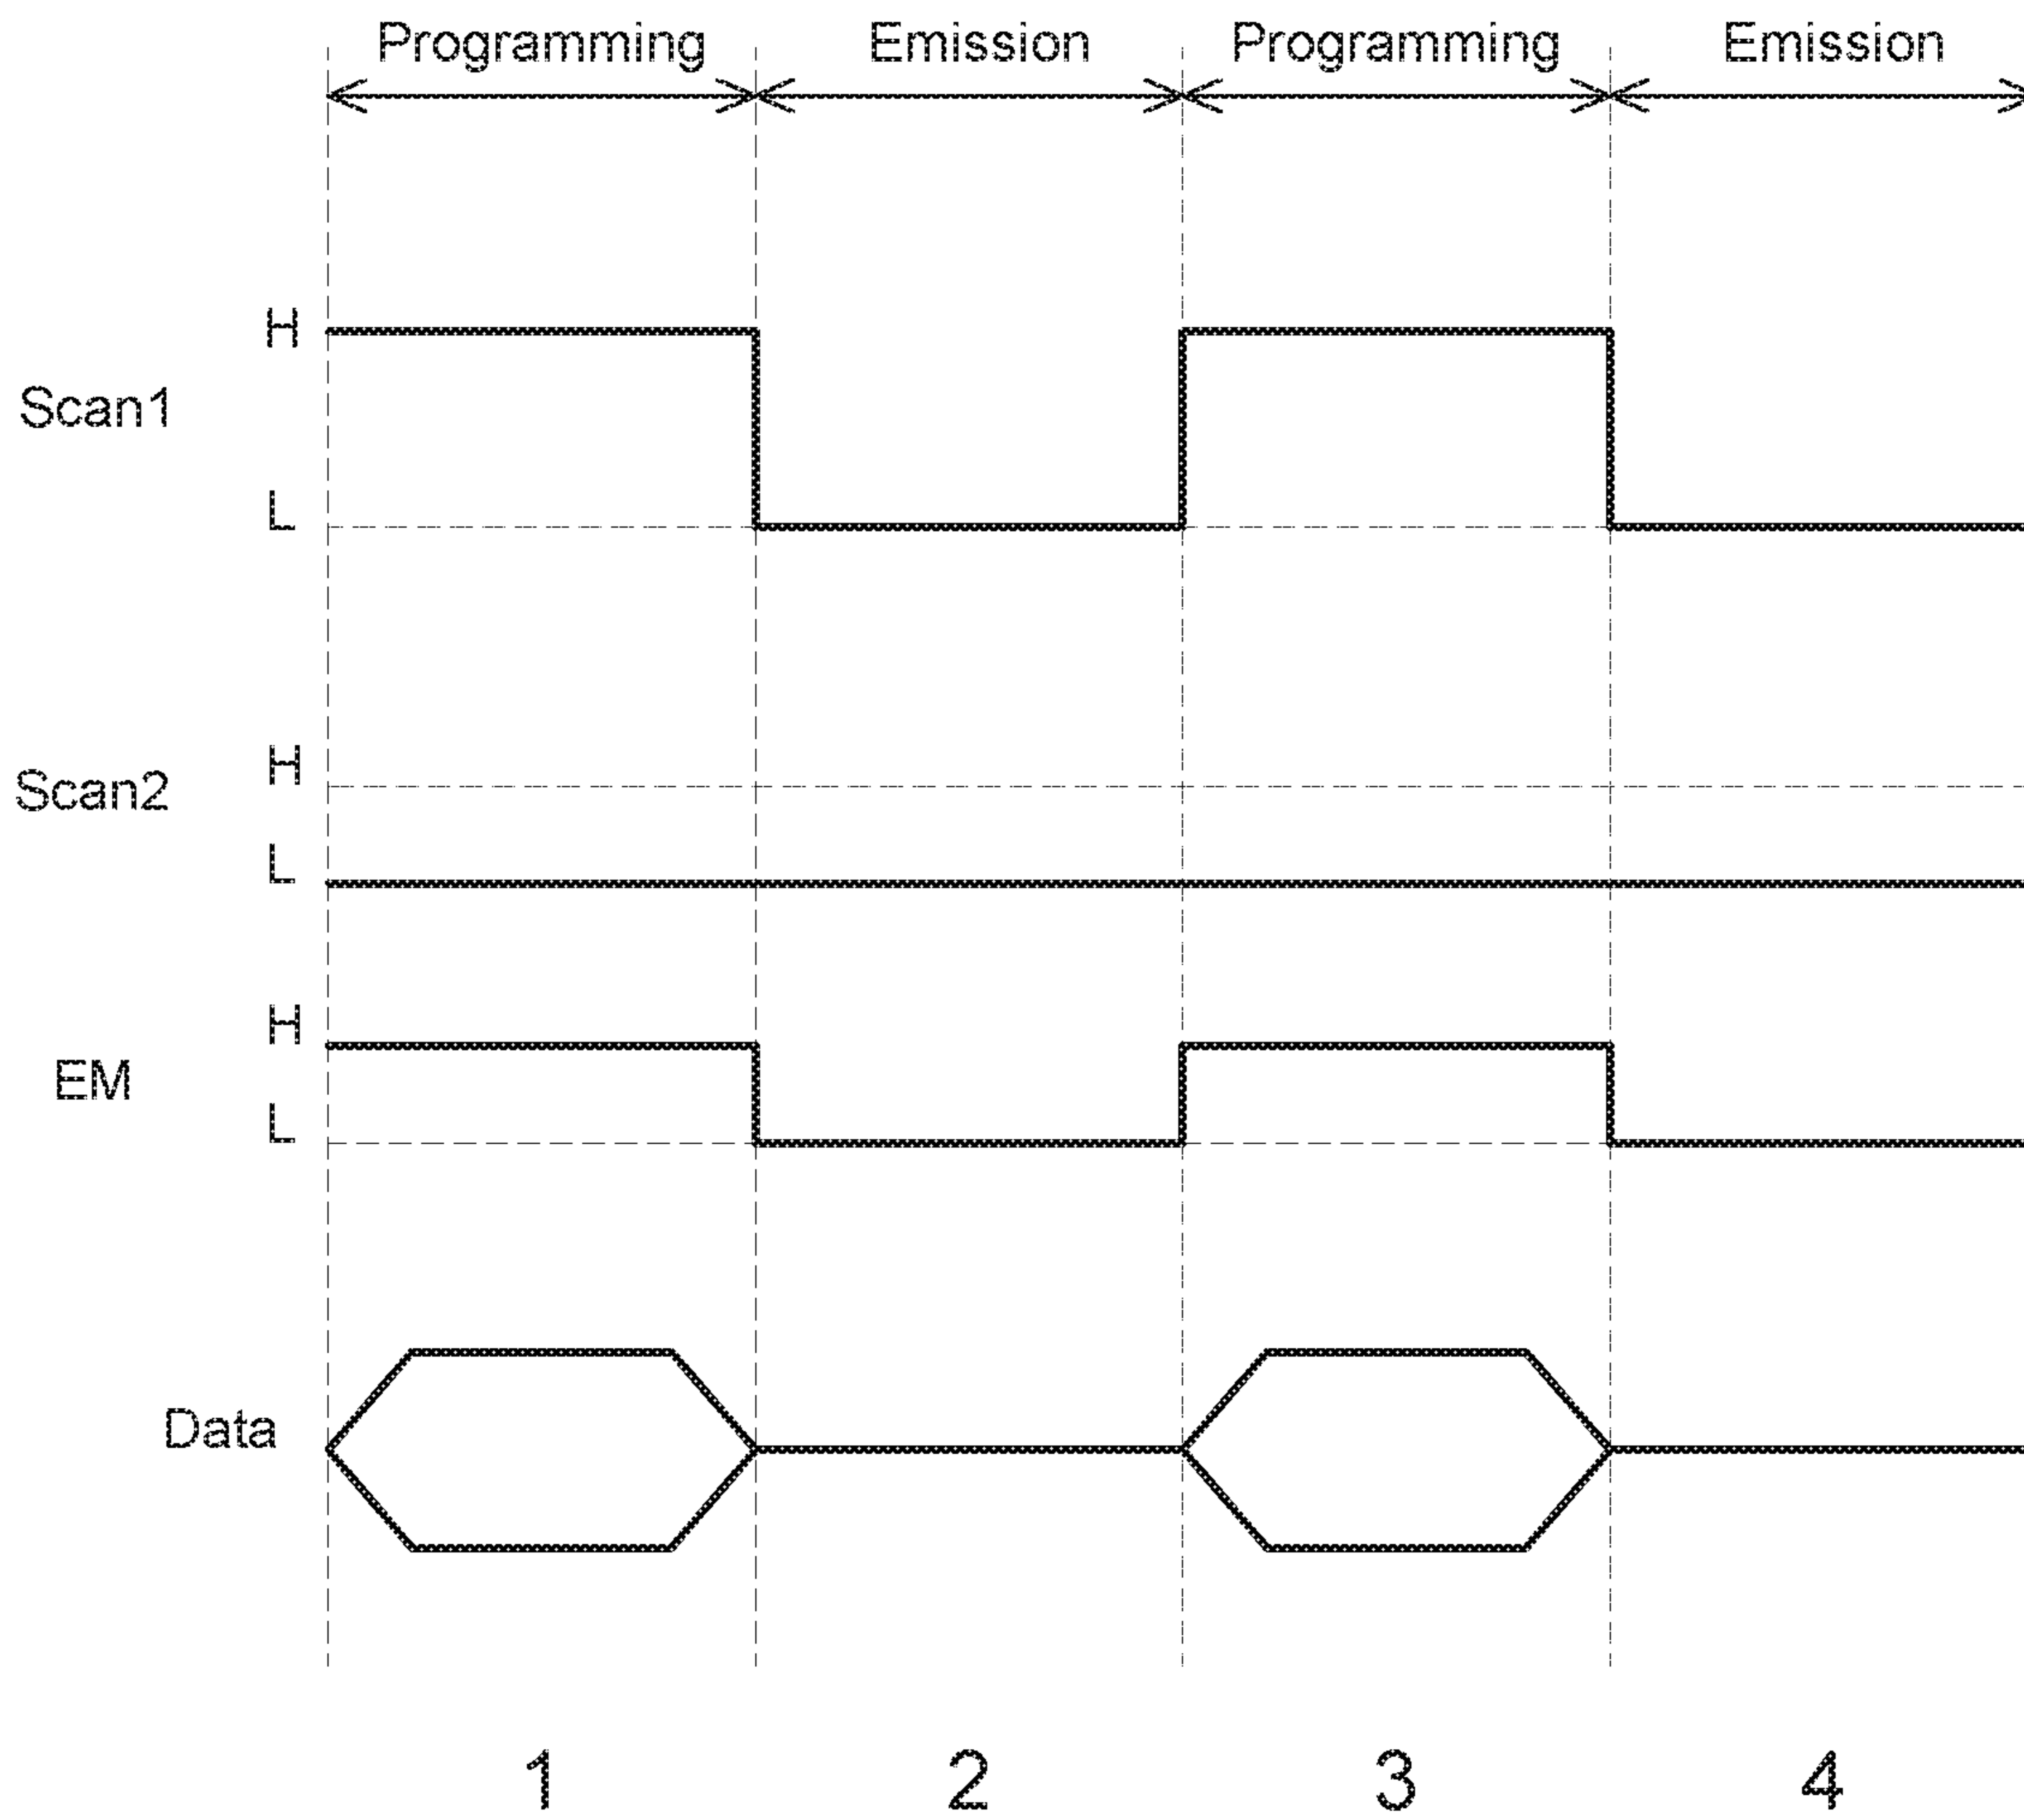 Programming Emission Programming Emission
H
Scan1
L
H
Scan2
L
H
EM
L
Data
1 2 3 4